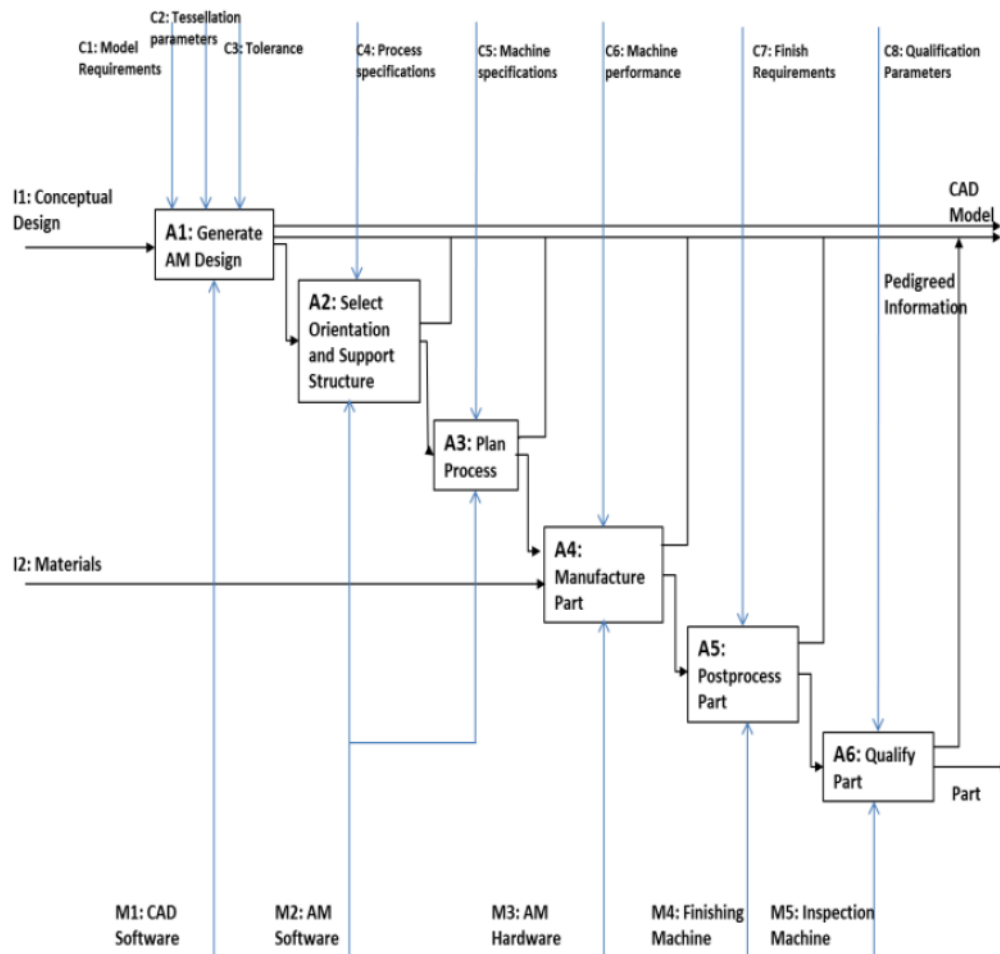 C2: Tessellation
parameters
C1: Model
Requirements
C3: Tolerance
C4: Process
specifications
C5: Machine
specifications
C6: Machine
performance
C7: Finish
Requirements
C8: Qualification
Parameters
I1: Conceptual
Design
CAD
Model
A1: Generate
AM Design
Pedigreed
Information
A2: Select
Orientation
and Support
Structure
A3: Plan
Process
I2: Materials
A4:
Manufacture
Part
A5:
Postprocess
Part
A6: Qualify
Part
Part
M1: CAD
Software
M2: AM
Software
M3: AM
Hardware
M4: Finishing
Machine
M5: Inspection
Machine